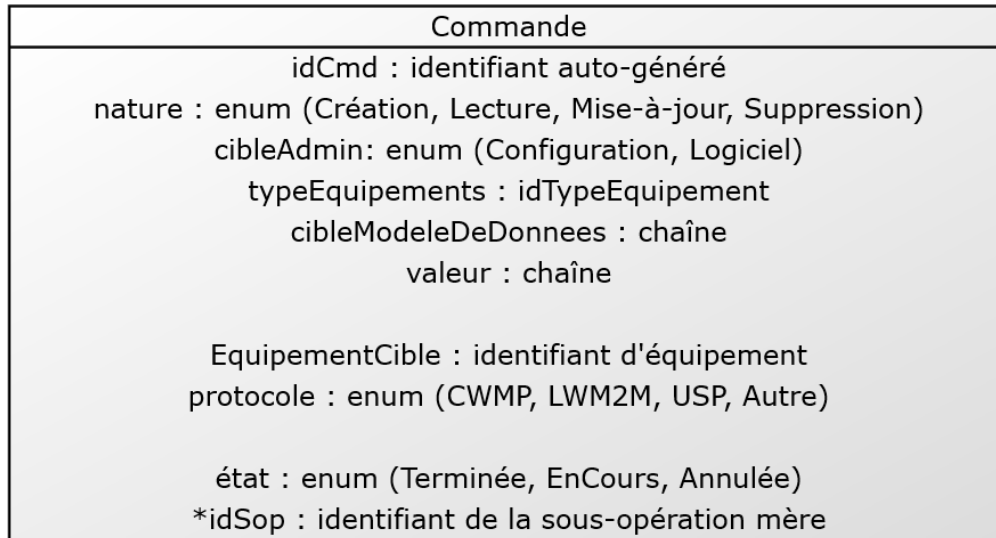 Commande
idCmd : identifiant auto-généré
nature : enum (Création, Lecture, Mise-à-jour, Suppression)
cibleAdmin: enum (Configuration, Logiciel)
typeEquipements : idTypeEquipement
cibleModeleDeDonnees : chaîne
valeur : chaîne
EquipementCible : identifiant d'équipement
protocole : enum (CWMP, LWM2M, USP, Autre)
état : enum (Terminée, EnCours, Annulée)
*idSop : identifiant de la sous-opération mère